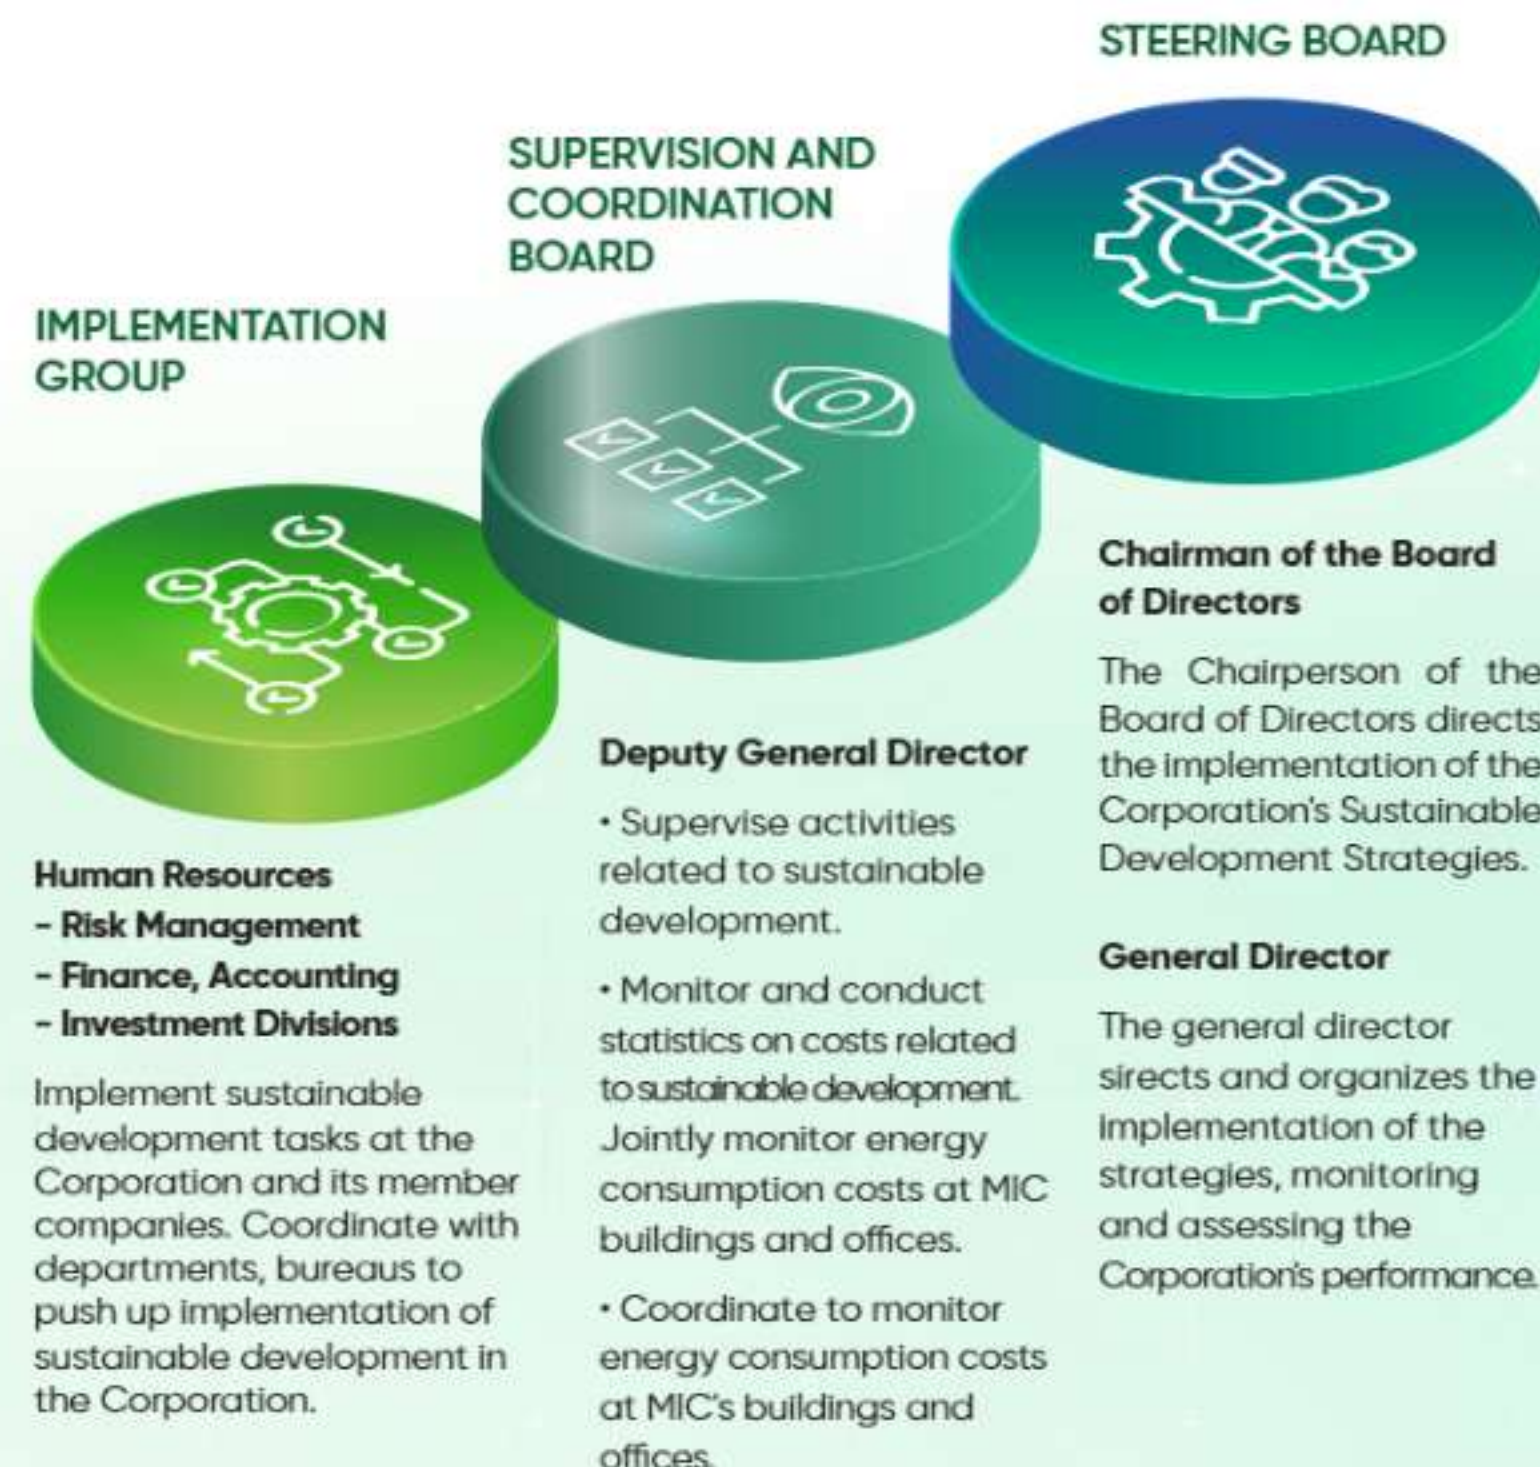 STEERING BOARD
Chairman of the Board
of Directors
The Chairperson of the
Board of Directors directs
the implementation of the
Corporation's Sustainable
Development Strategies.
General Director
The general director
sirects and organizes the
implementation of the
strategies, monitoring
and assessing the
Corporation's performance.
SUPERVISION AND
COORDINATION
BOARD
Deputy General Director
• Supervise activities
related to sustainable
development.
• Monitor and conduct
statistics on costs related
to sustainable development.
Jointly monitor energy
consumption costs at MIC
buildings and offices.
• Coordinate to monitor
energy consumption costs
at MIC's buildings and
offices.
IMPLEMENTATION
GROUP
Human Resources
- Risk Management
- Finance, Accounting
- Investment Divisions
Implement sustainable
development tasks at the
Corporation and its member
companies. Coordinate with
departments, bureaus to
push up implementation of
sustainable development in
the Corporation.